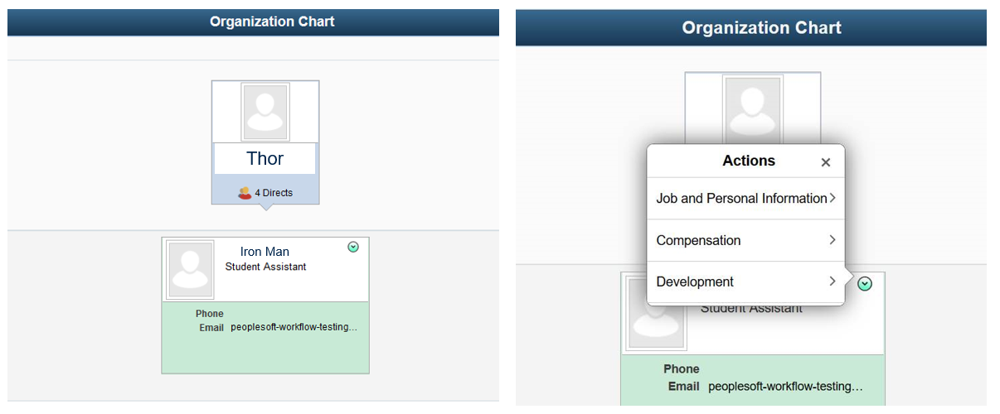 Organization Chart
Thor
4 Directs
Iron Man
Student Assistant
Phone
Email peoplesoft-workflow-testing...
Organization Chart
Actions
Job and Personal Information
Compensation
Development
Student Assistant
Phone
Email peoplesoft-workflow-testing...